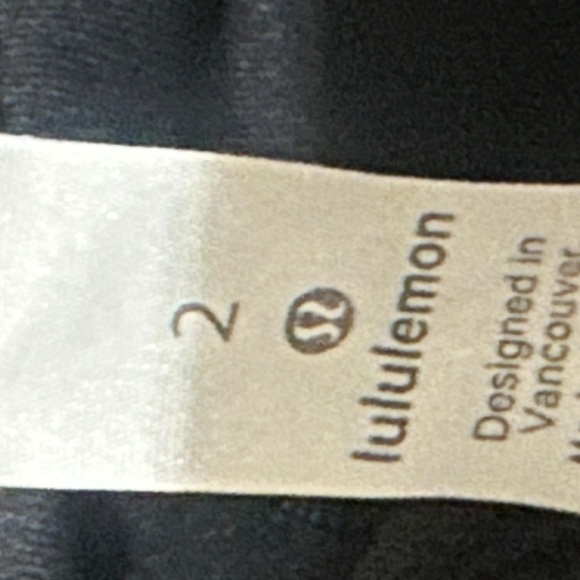 2
lululemon
Designed in
Vancouver